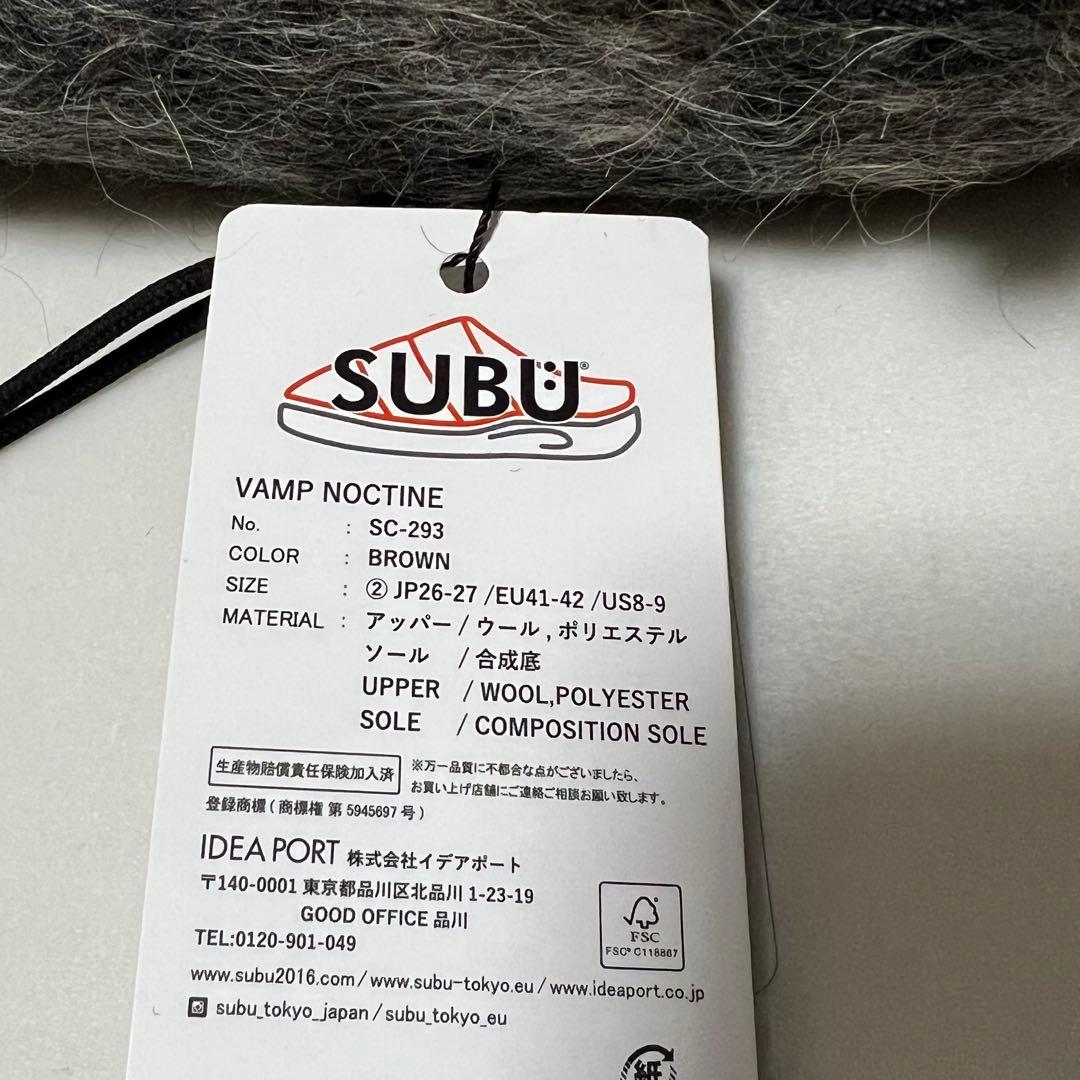 SUBÜ®
VAMP NOCTINE
No. : SC-293
COLOR : BROWN
SIZE : ② JP26-27 /EU41-42 /US8-9
MATERIAL : アッパー / ウール , ポリエステル
ソール / 合成底
UPPER / WOOL,POLYESTER
SOLE / COMPOSITION SOLE
生産物賠償責任保険加入済
※万一品質に不都合な点がございましたら、
お買い上げ店舗にご連絡ご相談お願い致します。
登録商標 ( 商標権 第 5945697 号 )
IDEA PORT 株式会社イデアポート
〒140-0001 東京都品川区北品川 1-23-19
GOOD OFFICE 品川
TEL:0120-901-049
FSC
FSC® C118867
www.subu2016.com / www.subu-tokyo.eu / www.ideaport.co.jp
subu_tokyo_japan / subu_tokyo_eu
紙